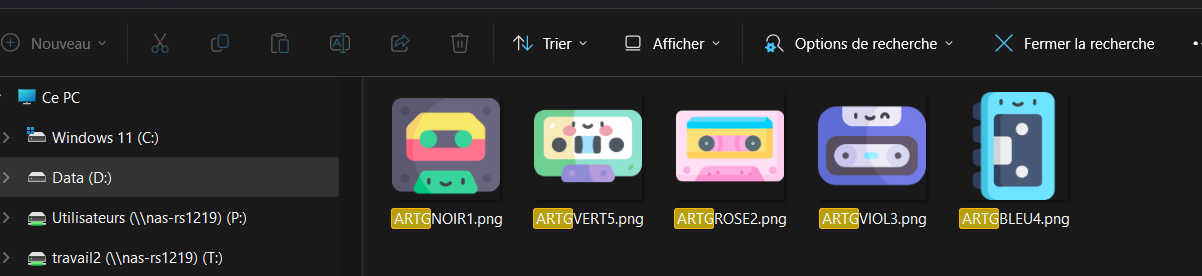 Nouveau
Trier
Afficher
Options de recherche
Fermer la recherche
Ce PC
Windows 11 (C:)
Data (D:)
Utilisateurs (\\nas-rs1219) (P:)
travail2 (\\nas-rs1219) (T:)
ARTGNOIR1.png
ARTGVERT5.png
ARTGROSE2.png
ARTGVIOL3.png
ARTGBLEU4.png